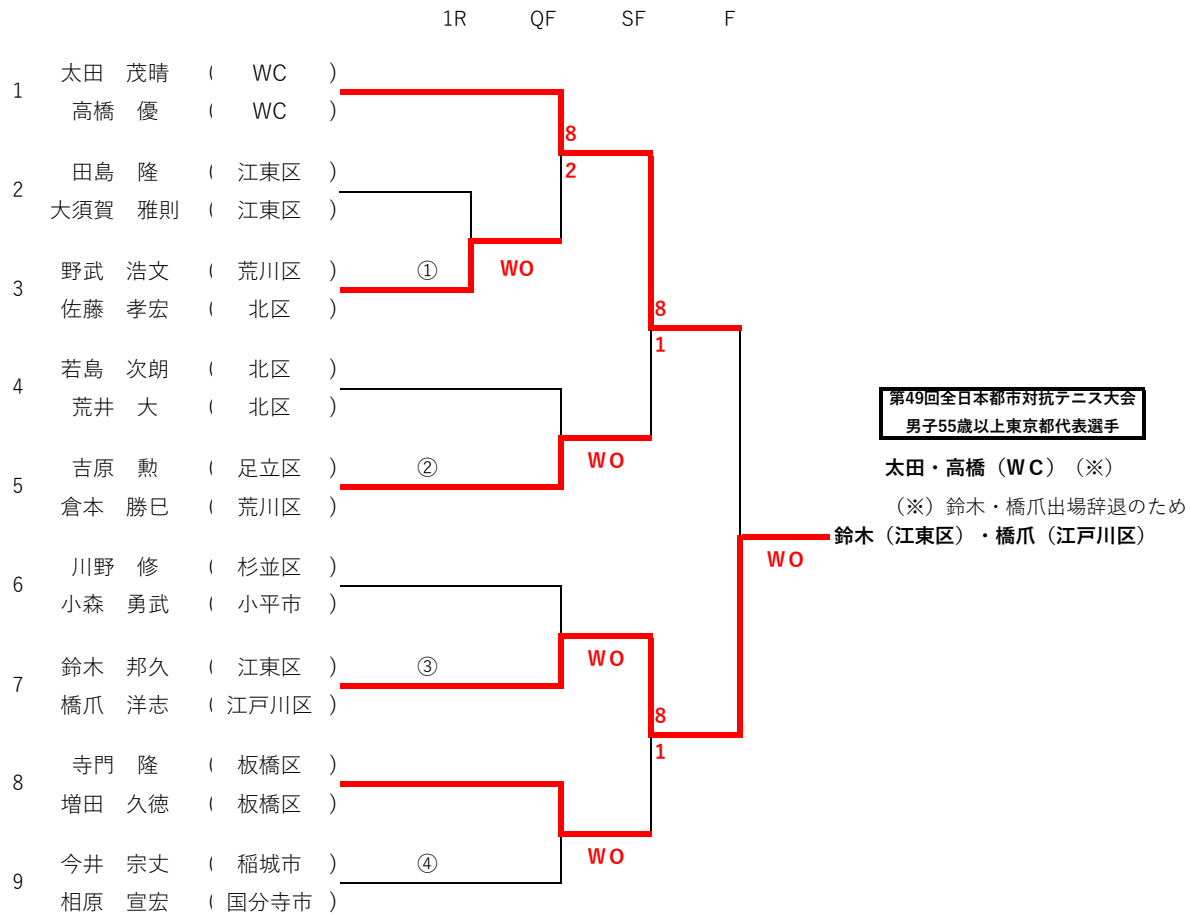 1R QF SF F
太田 茂晴 ( WC )
1
高橋 優 ( WC )
8
2
田島 隆 ( 江東区 )
2
大須賀 雅則 ( 江東区 )
野武 浩文 ( 荒川区 ) ① WO
3
佐藤 孝宏 ( 北区 )
8
1
若島 次朗 ( 北区 )
4
荒井 大 ( 北区 )
第49回全日本都市対抗テニス大会
男子55歳以上東京都代表選手
太田・高橋（WC）（※）
（※）鈴木・橋爪出場辞退のため
吉原 勲 ( 足立区 ) ② WO
5
倉本 勝巳 ( 荒川区 )
鈴木（江東区）・橋爪（江戸川区）
WO
川野 修 ( 杉並区 )
6
小森 勇武 ( 小平市 )
鈴木 邦久 ( 江東区 ) ③ WO
7
橋爪 洋志 ( 江戸川区 )
8
1
寺門 隆 ( 板橋区 )
8
増田 久徳 ( 板橋区 )
今井 宗丈 ( 稲城市 ) ④ WO
9
相原 宣宏 ( 国分寺市 )